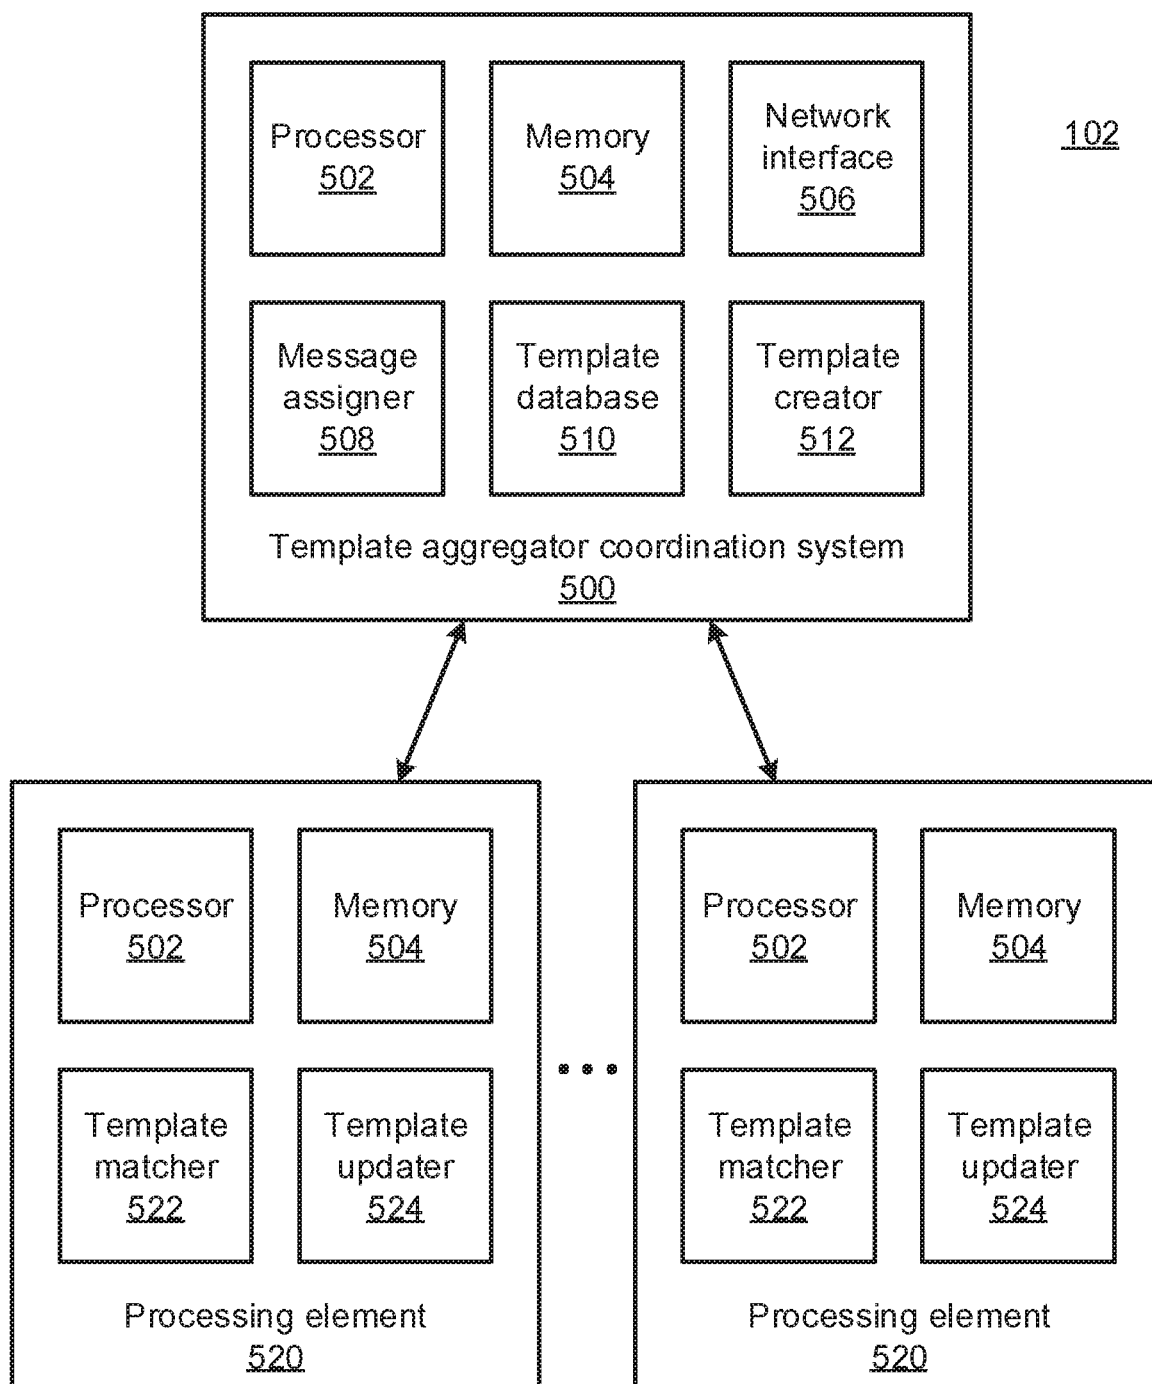 102
Processor
502
Memory
504
Network
interface
506
Message
assigner
508
Template
database
510
Template
creator
512
Template aggregator coordination system
500
Processor
502
Memory
504
Template
matcher
522
Template
updater
524
Processing element
520
...
Processor
502
Memory
504
Template
matcher
522
Template
updater
524
Processing element
520